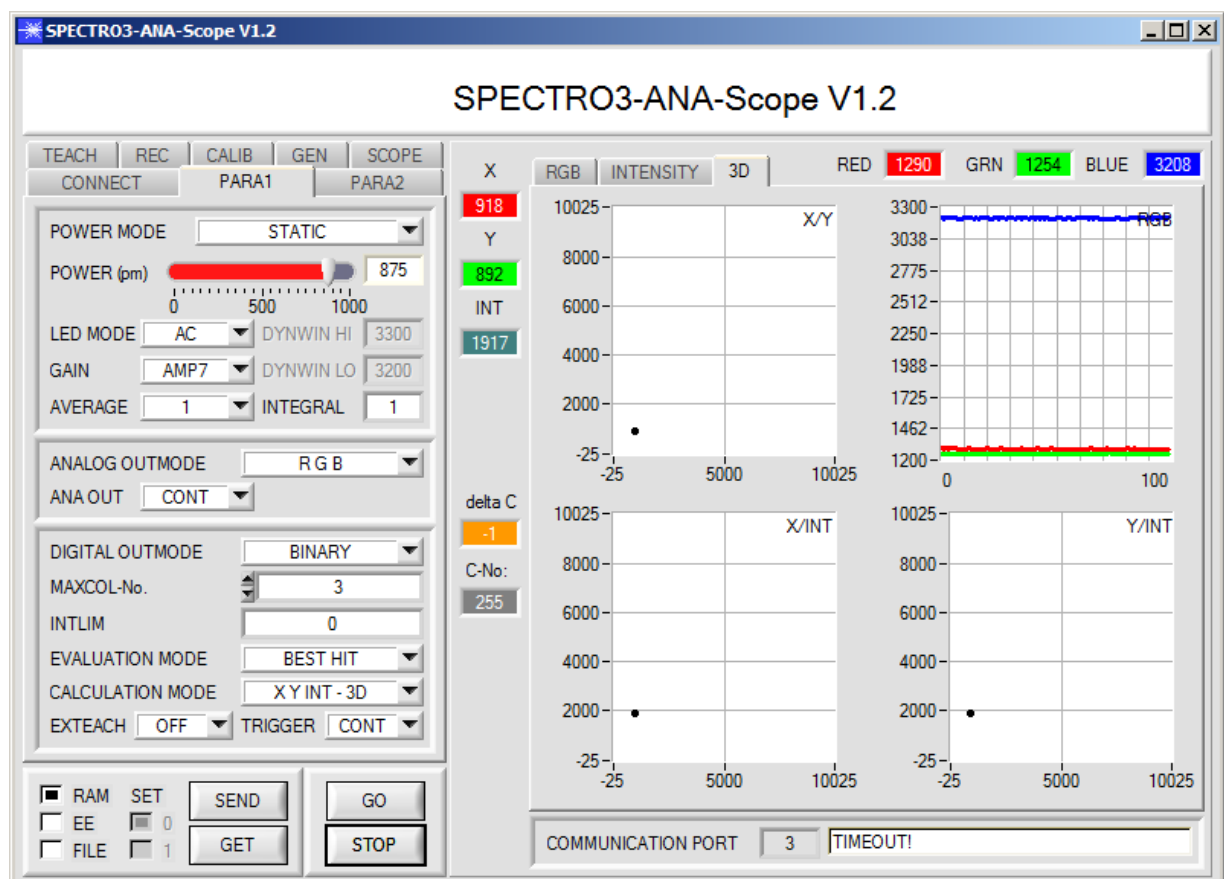 SPECTRO3-ANA-Scope V1.2
SPECTRO3-ANA-Scope V1.2
TEACH REC CALIB GEN SCOPE
CONNECT PARA1 PARA2
POWER MODE STATIC
POWER (pm) 875
0 500 1000
LED MODE AC DYNWIN HI 3300
GAIN AMP7 DYNWIN LO 3200
AVERAGE 1 INTEGRAL 1
ANALOG OUTMODE R G B
ANA OUT CONT
DIGITAL OUTMODE BINARY
MAXCOL-No. 3
INTLIM 0
EVALUATION MODE BEST HIT
CALCULATION MODE X Y INT - 3D
EXTEACH OFF TRIGGER CONT
RAM SET SEND GO
EE 0
FILE 1 GET STOP
X
918
Y
892
INT
1917
delta C
-1
C-No:
255
RGB INTENSITY 3D RED 1290 GRN 1254 BLUE 3208
X/Y
10025
8000
6000
4000
2000
-25
-25 5000 10025
RGB
3300
3038
2775
2512
2250
1988
1725
1462
1200
0 100
X/INT
10025
8000
6000
4000
2000
-25
-25 5000 10025
Y/INT
10025
8000
6000
4000
2000
-25
-25 5000 10025
COMMUNICATION PORT 3 TIMEOUT!